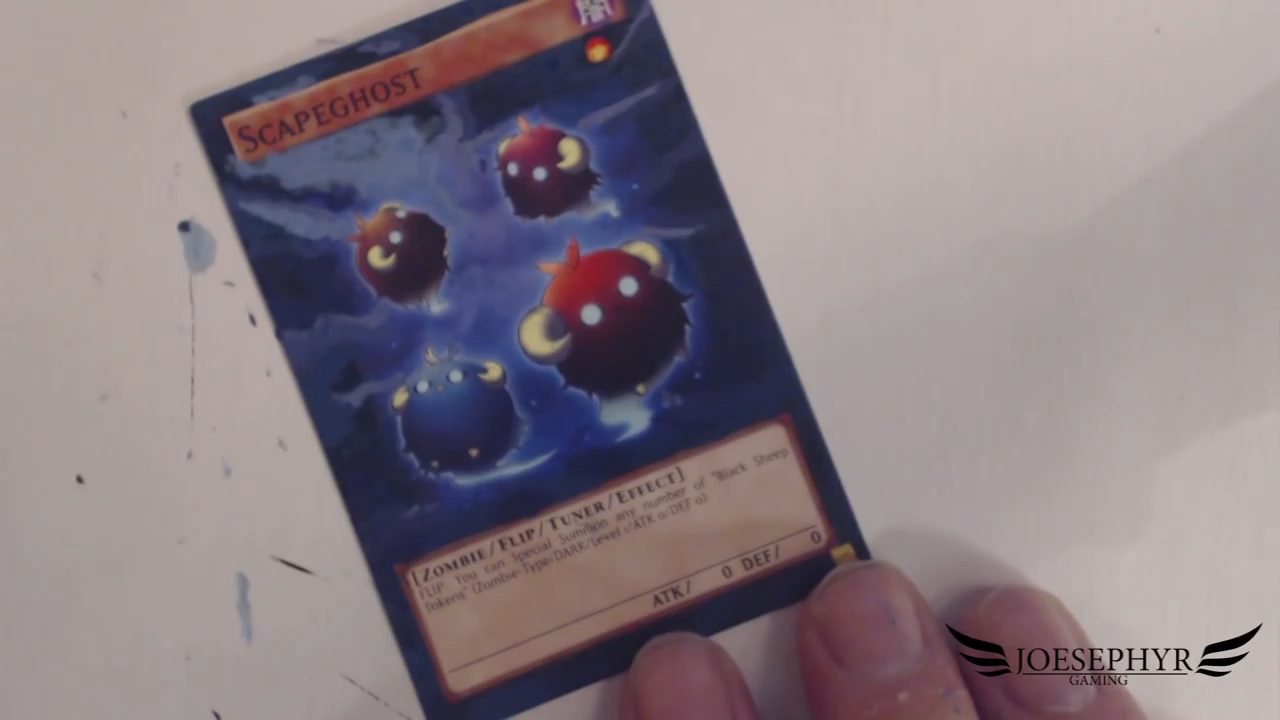 SCAPEGHOST
闇
[ZOMBIE/FLIP/TUNER/EFFECT]
FLIP: You can Special Summon any number of "Black Sheep
Tokens" (Zombie-Type/DARK/Level 1/ATK 0/DEF 0)
ATK/ 0 DEF/ 0
JOESEPHYR
GAMING